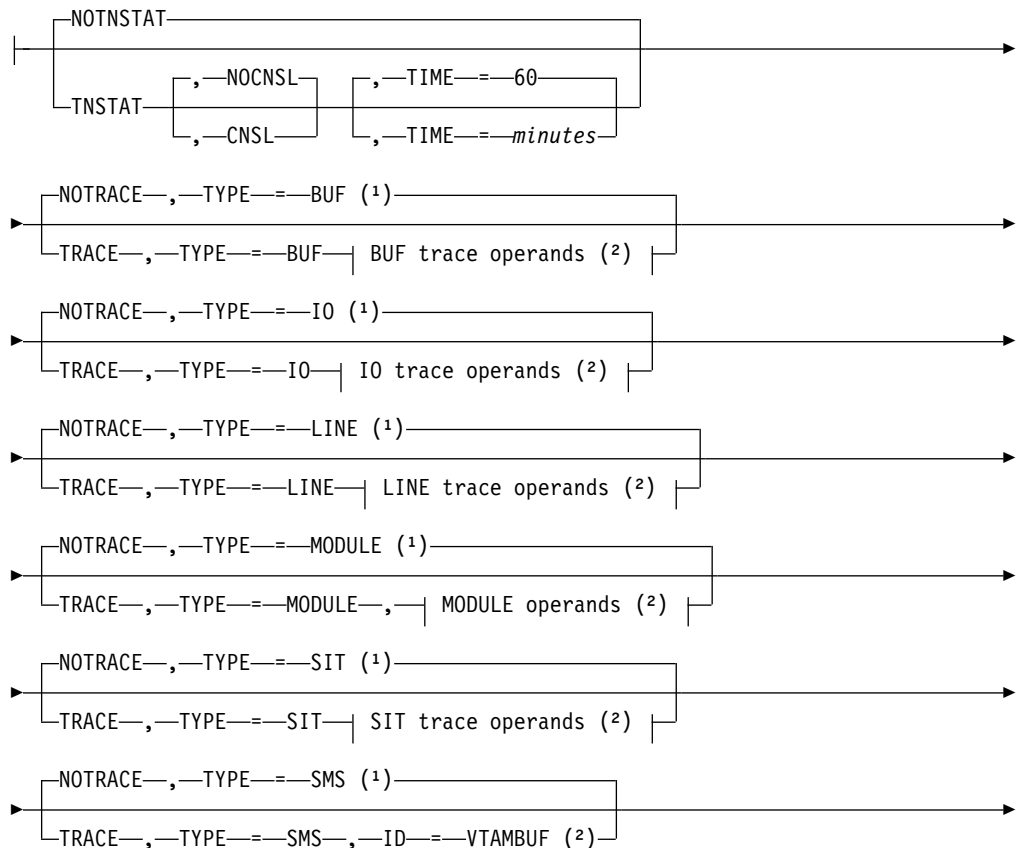 NOTNSTAT
, NOCNSL , TIME = 60
TNSTAT
, CNSL , TIME = minutes
NOTRACE , TYPE = BUF (¹)
TRACE , TYPE = BUF BUF trace operands (²)
NOTRACE , TYPE = IO (¹)
TRACE , TYPE = IO IO trace operands (²)
NOTRACE , TYPE = LINE (¹)
TRACE , TYPE = LINE LINE trace operands (²)
NOTRACE , TYPE = MODULE (¹)
TRACE , TYPE = MODULE , MODULE operands (²)
NOTRACE , TYPE = SIT (¹)
TRACE , TYPE = SIT SIT trace operands (²)
NOTRACE , TYPE = SMS (¹)
TRACE , TYPE = SMS , ID = VTAMBUF (²)